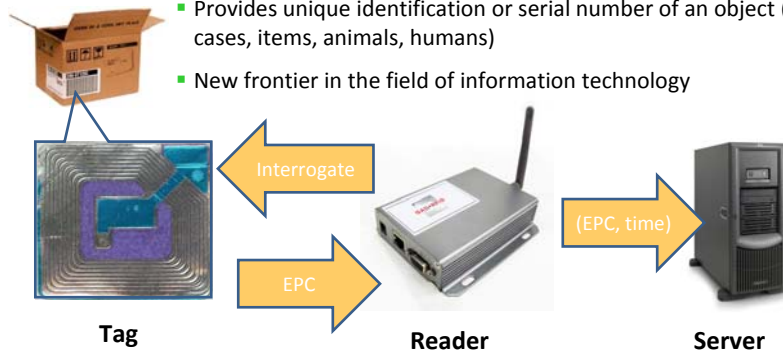 Provides unique identification or serial number of an object (
cases, items, animals, humans)
New frontier in the field of information technology
Interrogate
(EPC, time)
EPC
Tag
Reader
Server